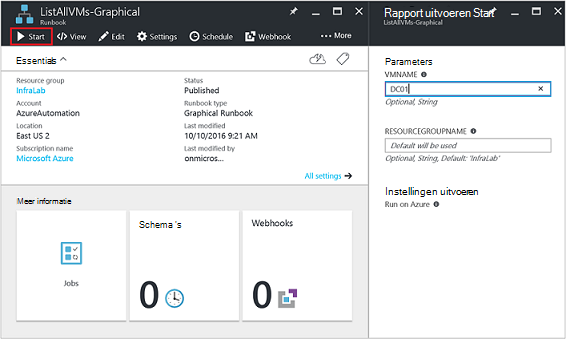 ListAllVMs-Graphical
Runbook
Start
</> View
Edit
Settings
Schedule
Webhook
... More
Essentials
Resource group
InfraLab
Account
AzureAutomation
Location
East US 2
Subscription name
Microsoft Azure
Status
Published
Runbook type
Graphical Runbook
Last modified
10/10/2016 9:21 AM
Last modified by
onmicros...
All settings
Meer informatie
Jobs
Schema 's
0
Webhooks
0
Rapport uitvoeren Start
ListAllVMs-Graphical
Parameters
VMNAME
DC01
Optional, String
RESOURCEGROUPNAME
Default will be used
Optional, String, Default: 'InfraLab'
Instellingen uitvoeren
Run on Azure